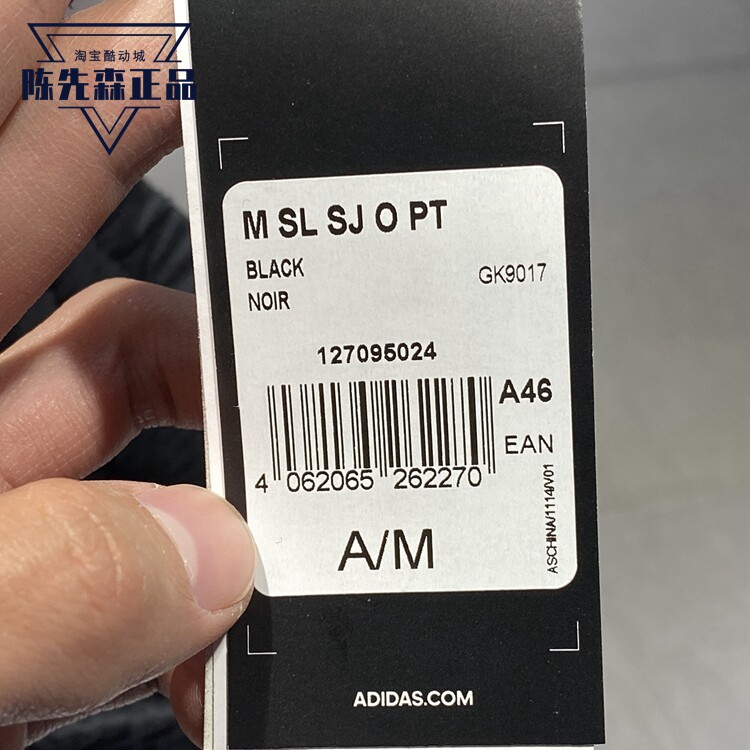 淘宝酷动城
陈先森正品
M SL SJ O PT
BLACK
NOIR
GK9017
127095024
A46
EAN
4 062065 262270
A/M
ASCHINA/1114/V01
ADIDAS.COM